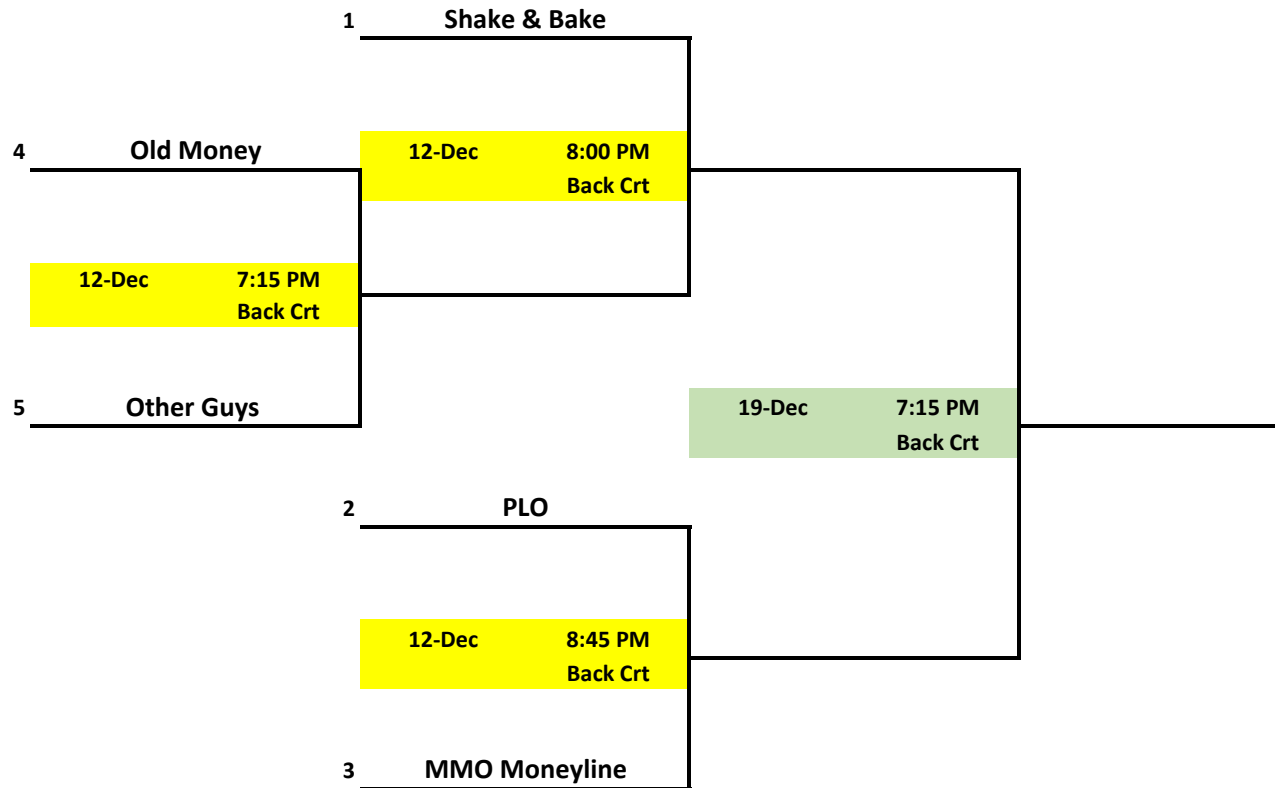 1 Shake & Bake
4 Old Money
12-Dec 8:00 PM
Back Crt
12-Dec 7:15 PM
Back Crt
5 Other Guys
19-Dec 7:15 PM
Back Crt
2 PLO
12-Dec 8:45 PM
Back Crt
3 MMO Moneyline